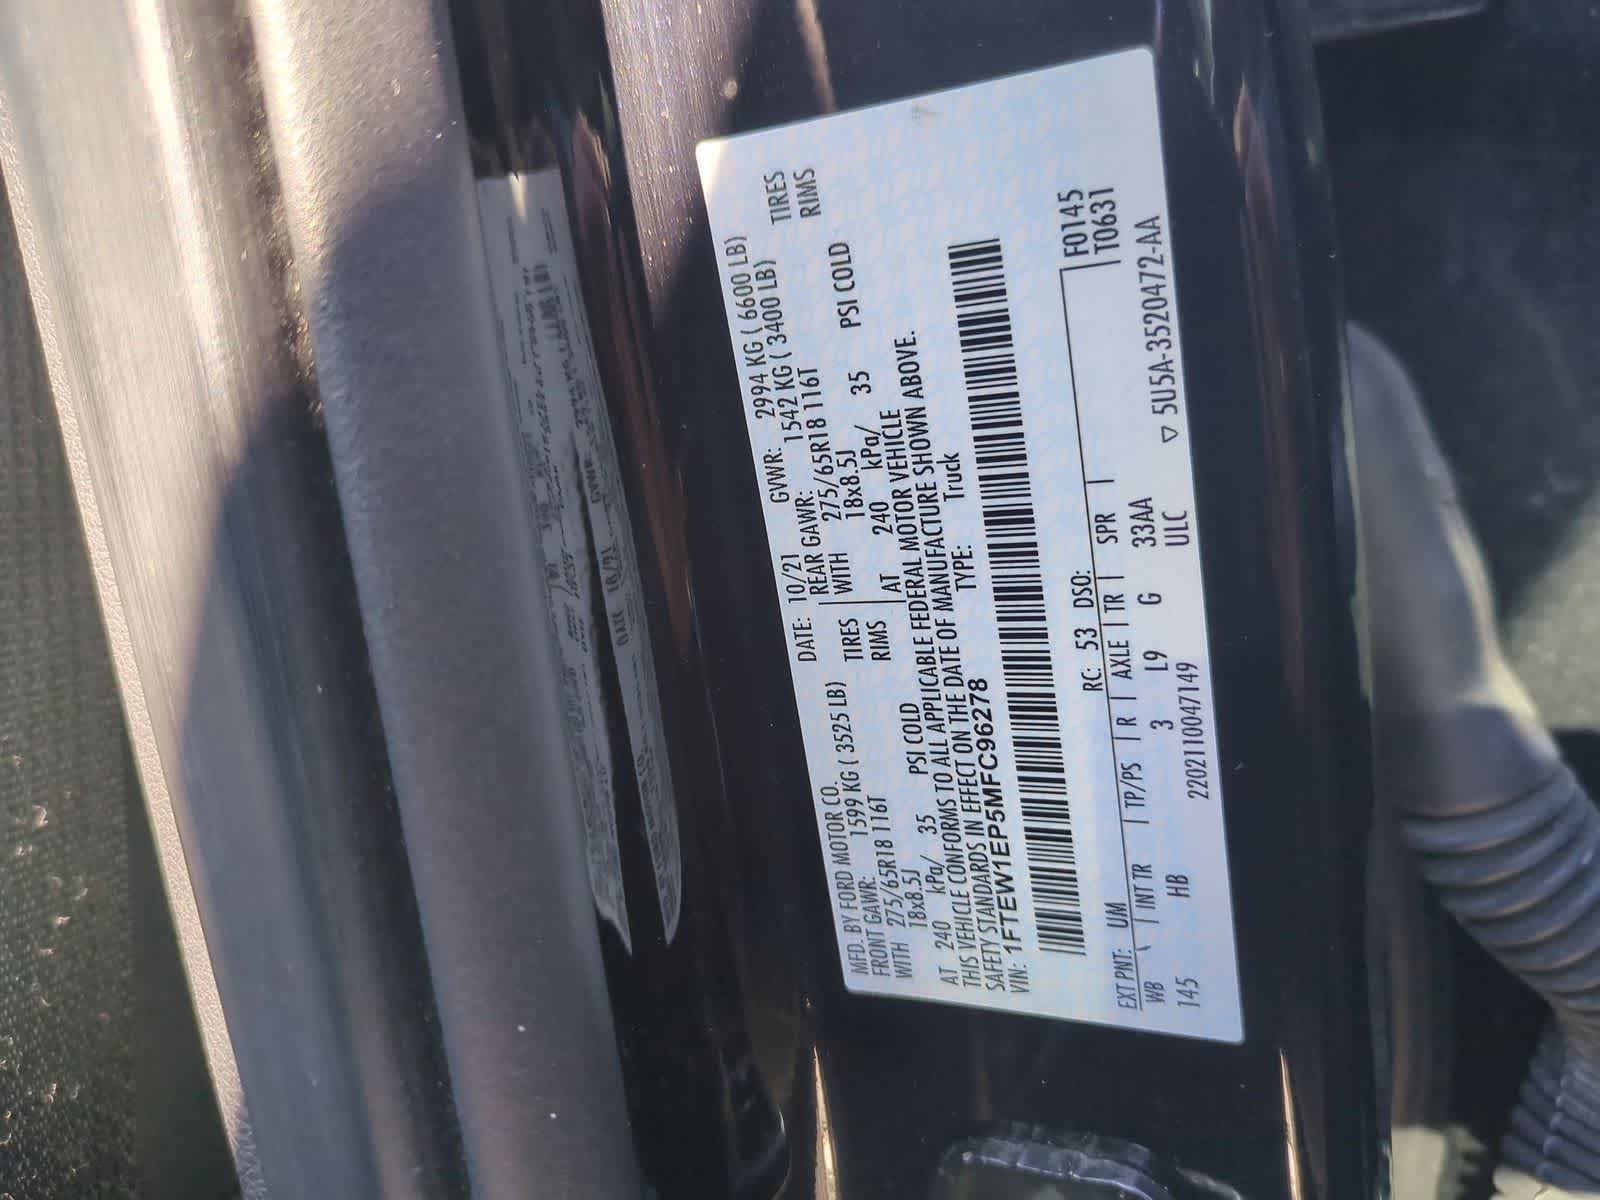 MFD. BY FORD MOTOR CO.
DATE: 10/21 GVWR: 2994 KG ( 6600 LB)
FRONT GAWR: 1599 KG ( 3525 LB) REAR GAWR: 1542 KG ( 3400 LB)
WITH 275/65R18 116T TIRES WITH 275/65R18 116T TIRES
18x8.5J RIMS 18x8.5J RIMS
AT 240 kPa/ 35 PSI COLD AT 240 kPa/ 35 PSI COLD
THIS VEHICLE CONFORMS TO ALL APPLICABLE FEDERAL MOTOR VEHICLE
SAFETY STANDARDS IN EFFECT ON THE DATE OF MANUFACTURE SHOWN ABOVE.
VIN: 1FTEW1EP5MFC96278 TYPE: Truck
F0145
T0631
EXT PNT: UM RC: 53 DSO:
WB INT TR TP/PS R AXLE TR SPR
145 HB 3 L9 G 33AA
2202110047149 ULC ▽ 5U5A-3520472-AA
DATE 10/21 GVWR